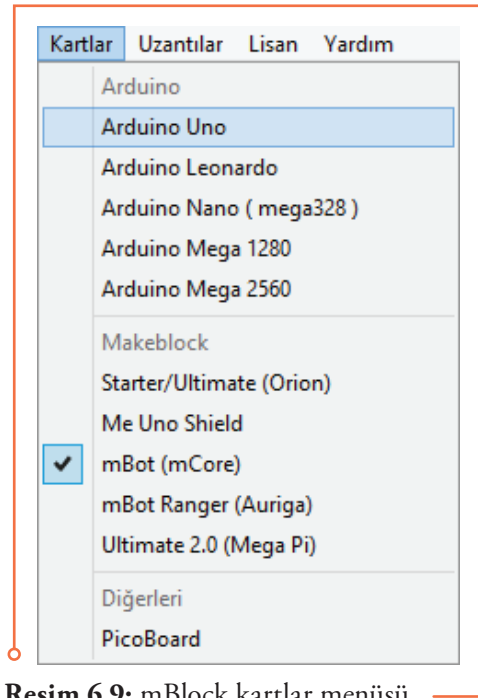 Kartlar Uzantılar Lisan Yardım
Arduino
Arduino Uno
Arduino Leonardo
Arduino Nano ( mega328 )
Arduino Mega 1280
Arduino Mega 2560
Makeblock
Starter/Ultimate (Orion)
Me Uno Shield
mBot (mCore)
mBot Ranger (Auriga)
Ultimate 2.0 (Mega Pi)
Diğerleri
PicoBoard
Resim 6.9: mBlock kartlar menüsü